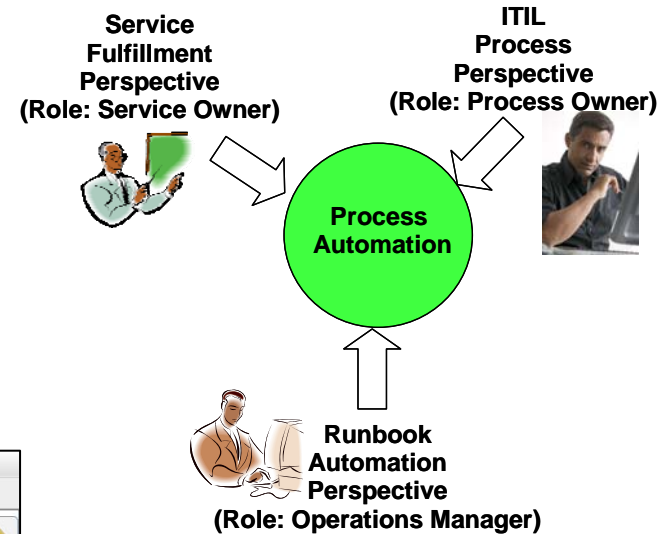 Service
Fulfillment
Perspective
(Role: Service Owner)
ITIL
Process
Perspective
(Role: Process Owner)
Process
Automation
Runbook
Automation
Perspective
(Role: Operations Manager)